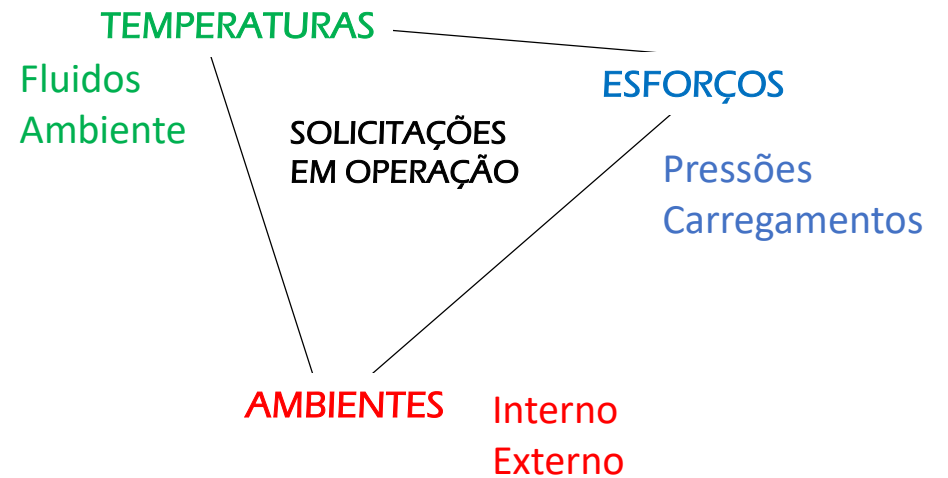 TEMPERATURAS
Fluidos
Ambiente
ESFORÇOS
Pressões
Carregamentos
SOLICITAÇÕES
EM OPERAÇÃO
AMBIENTES
Interno
Externo